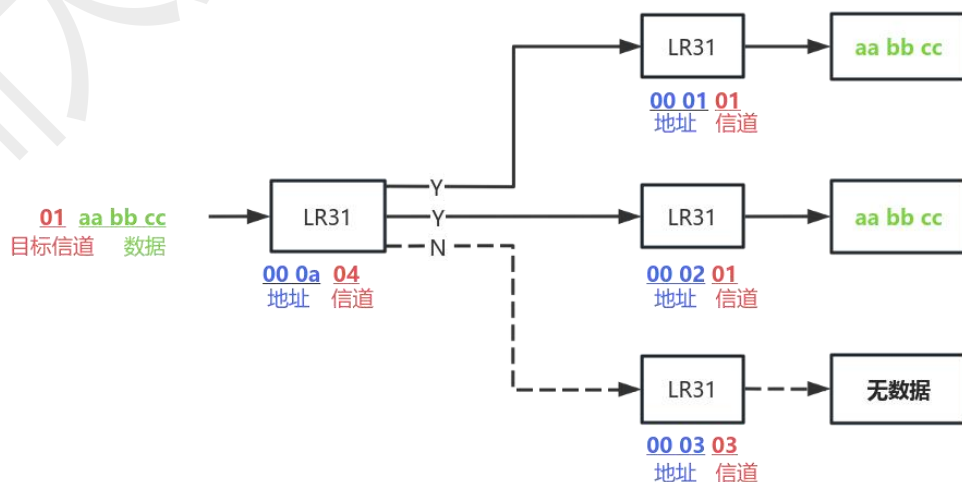 LR31
aa bb cc
00 01 01
地址 信道
Y
01 aa bb cc
目标信道 数据
LR31
Y
LR31
aa bb cc
N
00 0a 04
地址 信道
00 02 01
地址 信道
LR31
无数据
00 03 03
地址 信道